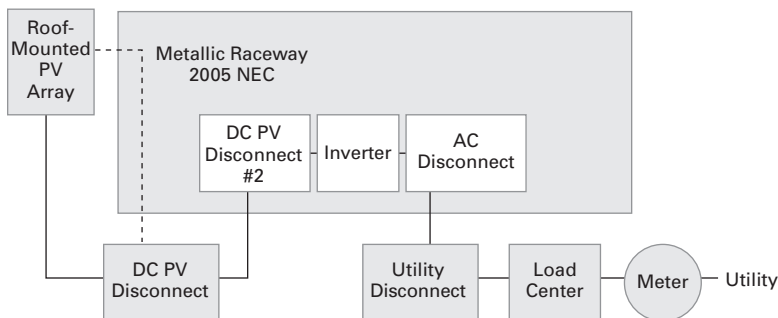 Roof-
Mounted
PV
Array
Metallic Raceway
2005 NEC
DC PV
Disconnect
#2
Inverter
AC
Disconnect
DC PV
Disconnect
Utility
Disconnect
Load
Center
Meter
Utility